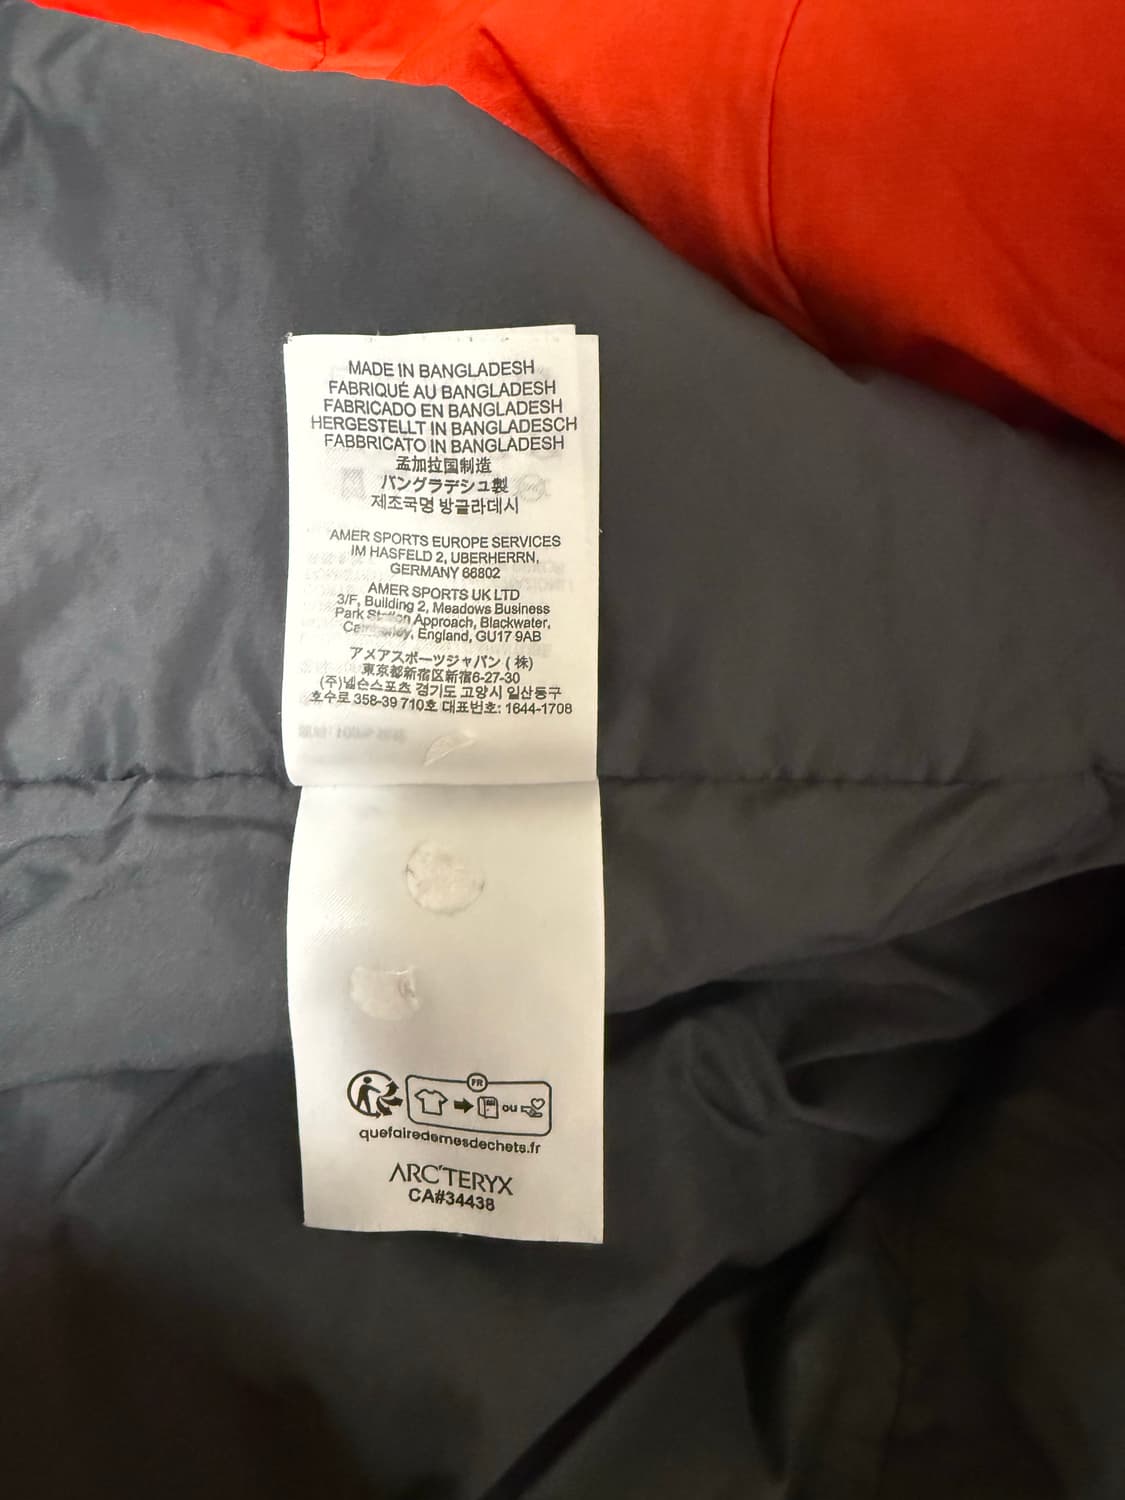 MADE IN BANGLADESH
FABRIQUÉ AU BANGLADESH
FABRICADO EN BANGLADESH
HERGESTELLT IN BANGLADESCH
FABBRICATO IN BANGLADESH
孟加拉国制造
バングラデシュ製
제조국명 방글라데시
AMER SPORTS EUROPE SERVICES
IM HASFELD 2, UBERHERRN,
GERMANY 66802
AMER SPORTS UK LTD
3/F, Building 2, Meadows Business
Park Station Approach, Blackwater,
Camberley, England, GU17 9AB
アメアスポーツジャパン (株)
東京都新宿区新宿6-27-30
(주)넬슨스포츠 경기도 고양시 일산동구
호수로 358-39 710호 대표번호: 1644-1708
FR
ou
quefairedemesdechets.fr
ARC'TERYX
CA#34438